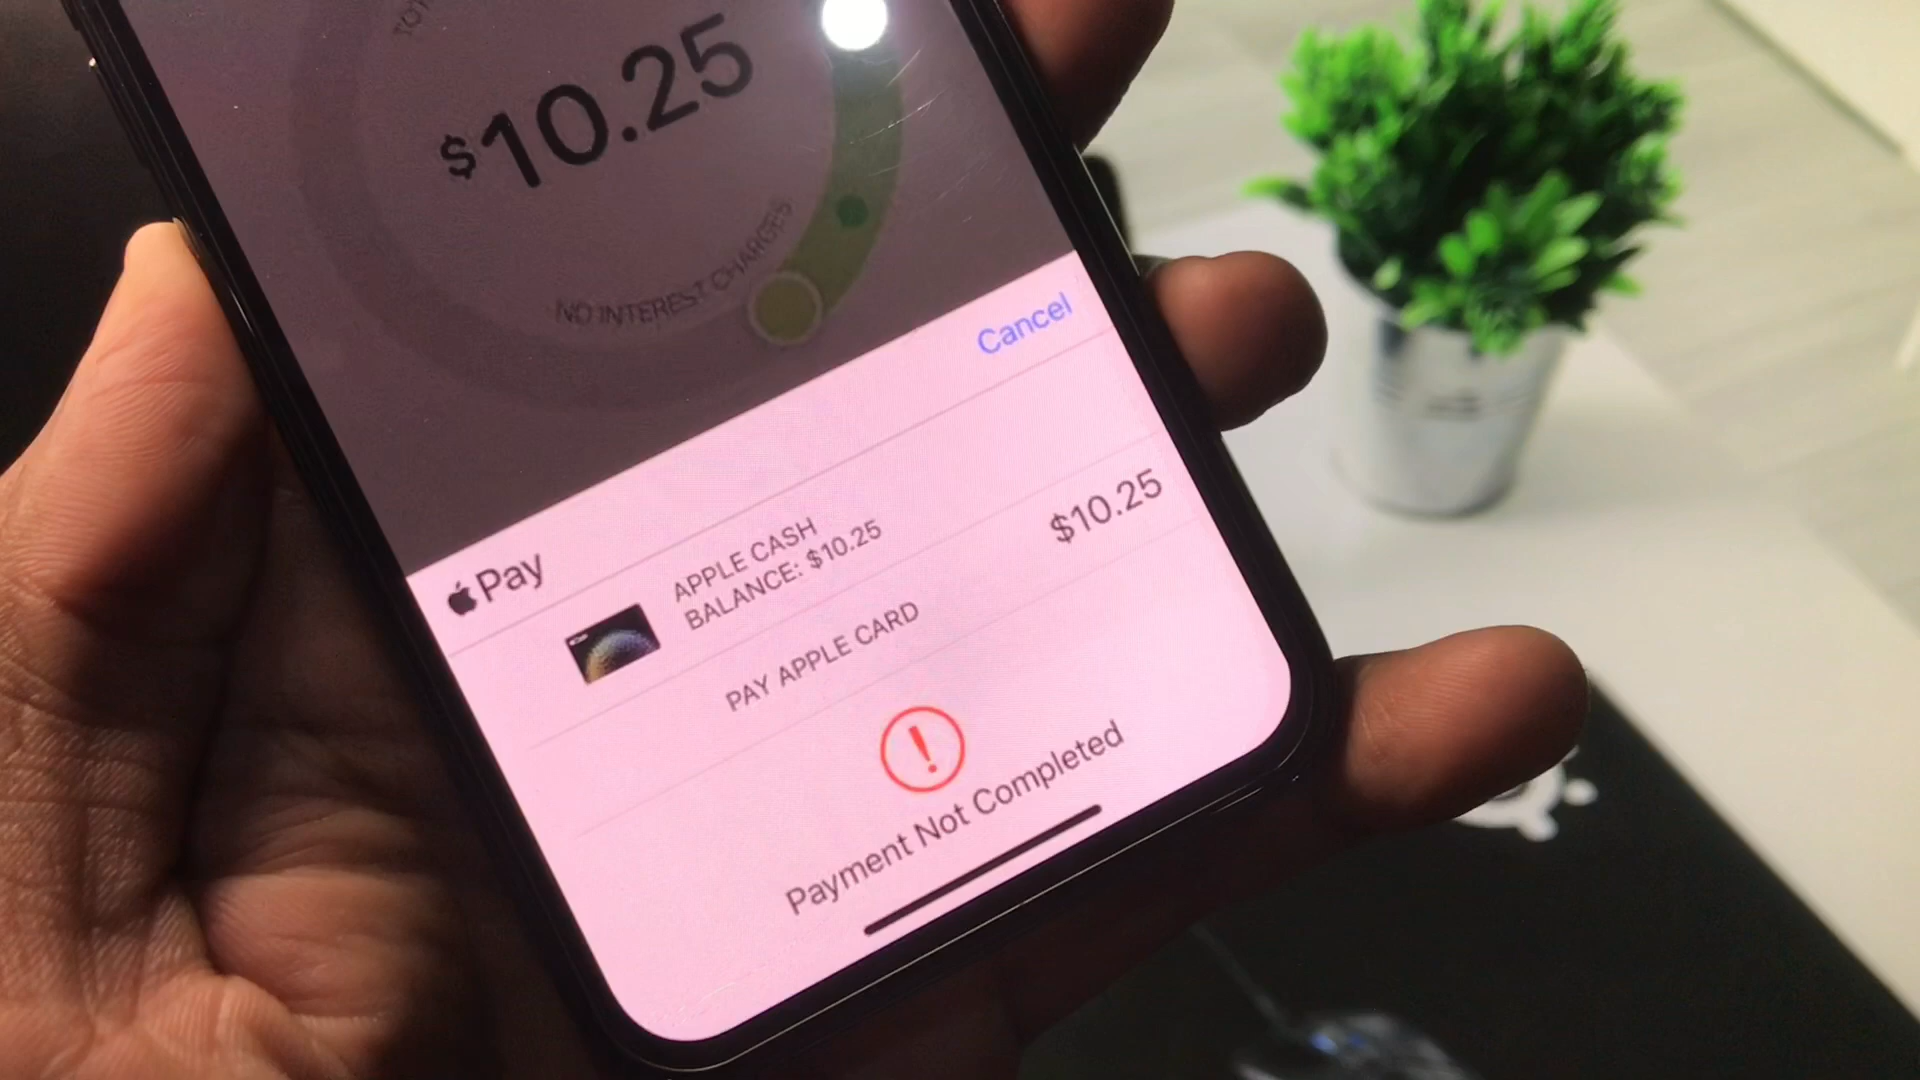 $10.25
NO INTEREST CHARGES
Cancel
Pay
APPLE CASH
BALANCE: $10.25
$10.25
PAY APPLE CARD
Payment Not Completed